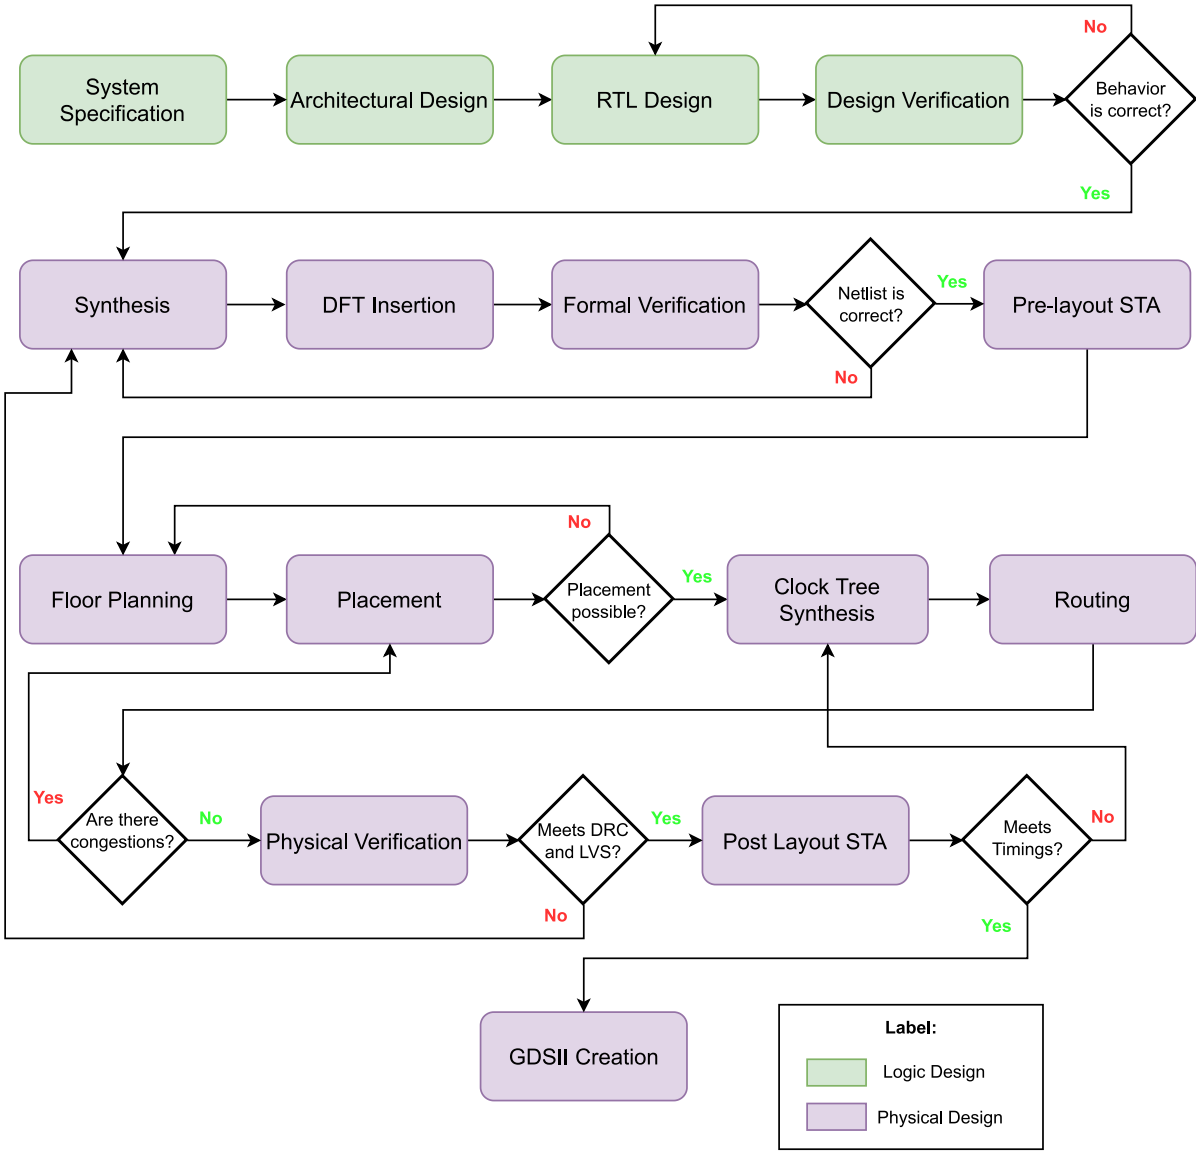 No
System
Specification
Architectural Design
RTL Design
Design Verification
Behavior
is correct?
Yes
Synthesis
DFT Insertion
Formal Verification
Netlist is
correct?
Yes
Pre-layout STA
No
No
Floor Planning
Placement
Placement
possible?
Yes
Clock Tree
Synthesis
Routing
Yes
Are there
congestions?
No
Physical Verification
Meets DRC
and LVS?
Yes
Post Layout STA
Meets
Timings?
No
No
Yes
GDSII Creation
Label:
Logic Design
Physical Design